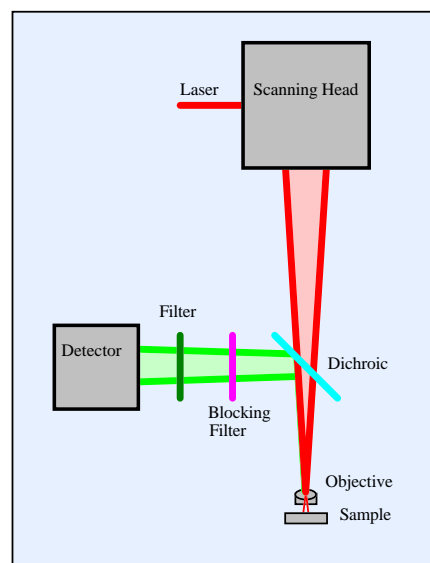 Laser
Scanning Head
Filter
Detector
Dichroic
Blocking
Filter
Objective
Sample